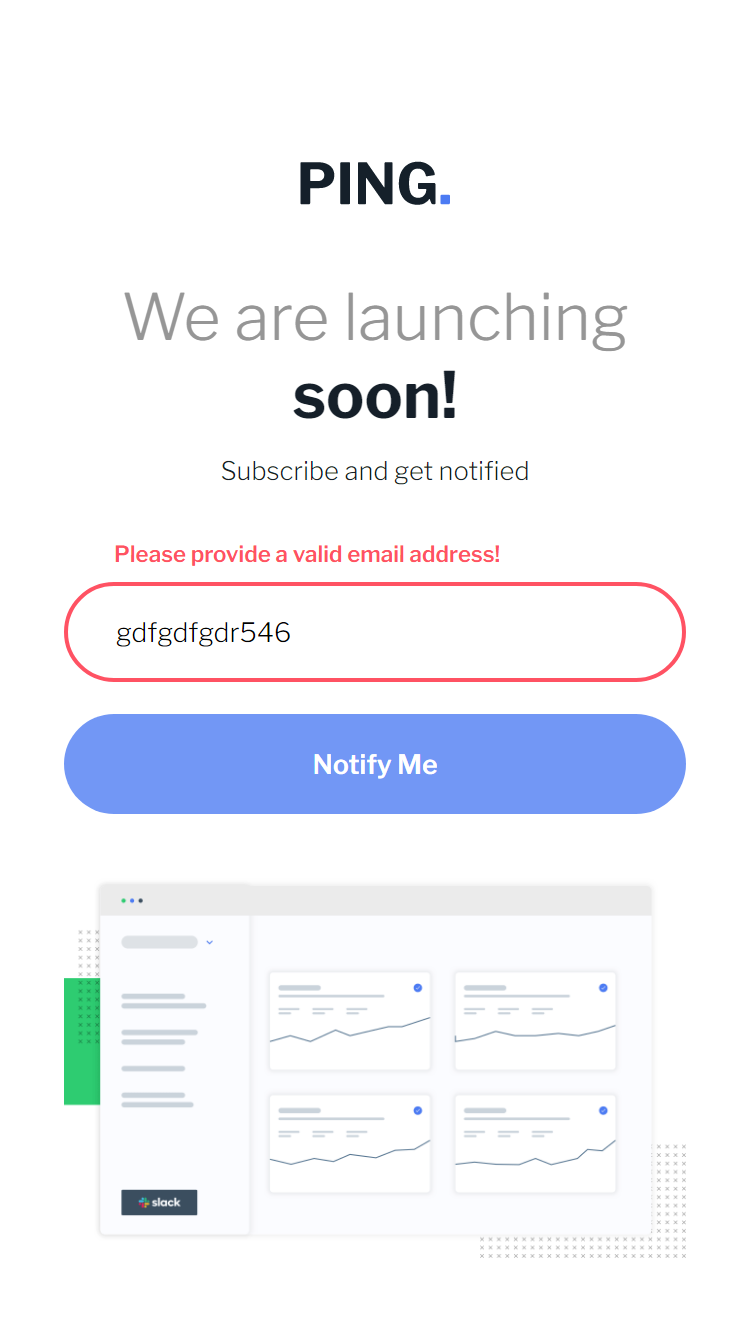 PING.
We are launching
soon!
Subscribe and get notified
Please provide a valid email address!
gdfgdfgdr546
Notify Me
slack